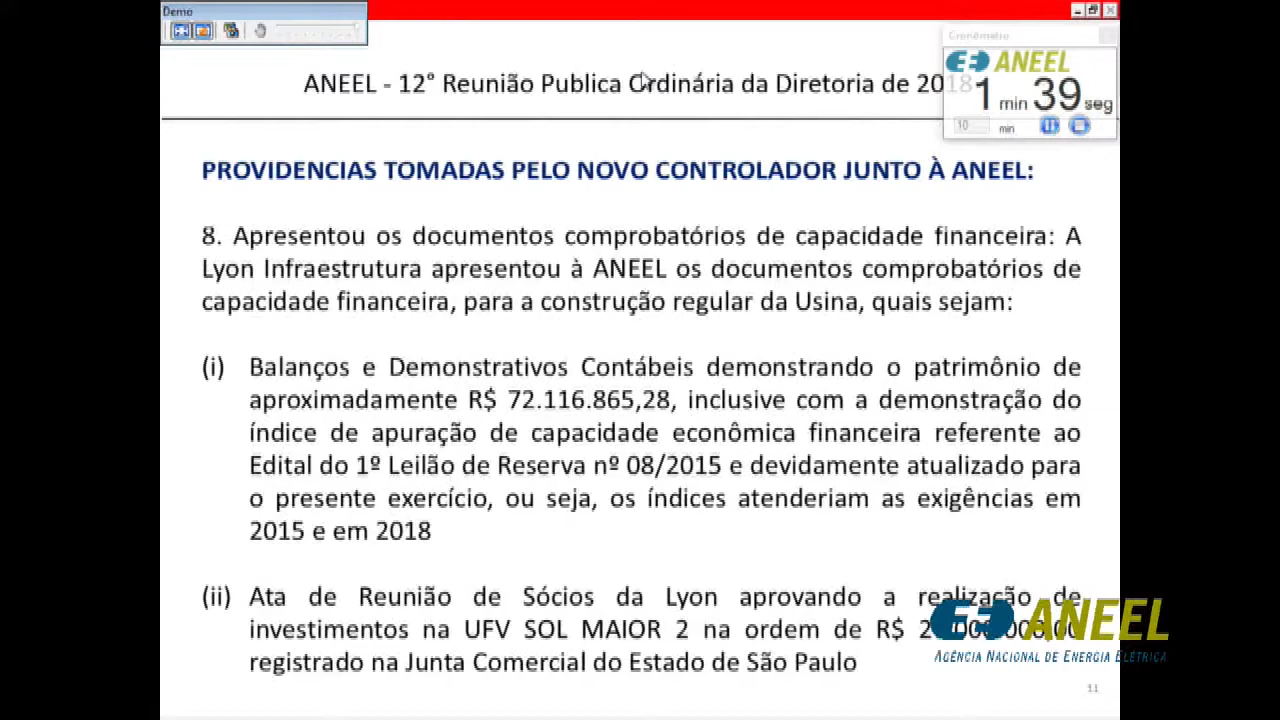 Demo
Cronômetro
ANEEL
ANEEL - 12° Reunião Publica Ordinária da Diretoria de 2018
1 min 39 seg
10 min
PROVIDENCIAS TOMADAS PELO NOVO CONTROLADOR JUNTO À ANEEL:
8. Apresentou os documentos comprobatórios de capacidade financeira: A
Lyon Infraestrutura apresentou à ANEEL os documentos comprobatórios de
capacidade financeira, para a construção regular da Usina, quais sejam:
(i) Balanços e Demonstrativos Contábeis demonstrando o patrimônio de
aproximadamente R$ 72.116.865,28, inclusive com a demonstração do
índice de apuração de capacidade econômica financeira referente ao
Edital do 1º Leilão de Reserva nº 08/2015 e devidamente atualizado para
o presente exercício, ou seja, os índices atenderiam as exigências em
2015 e em 2018
(ii) Ata de Reunião de Sócios da Lyon aprovando a realização de
investimentos na UFV SOL MAIOR 2 na ordem de R$
registrado na Junta Comercial do Estado de São Paulo
ANEEL
AGÊNCIA NACIONAL DE ENERGIA ELÉTRICA
11